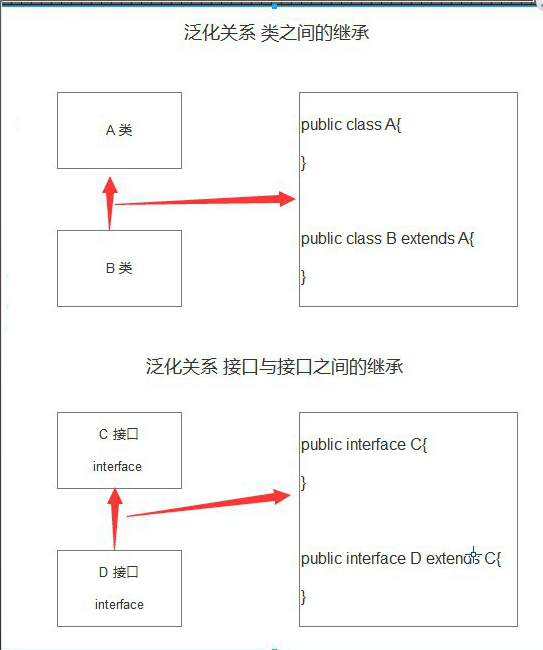 泛化关系 类之间的继承
A 类
B 类
public class A{
}
public class B extends A{
}
泛化关系 接口与接口之间的继承
C 接口
interface
D 接口
interface
public interface C{
}
public interface D extends C{
}